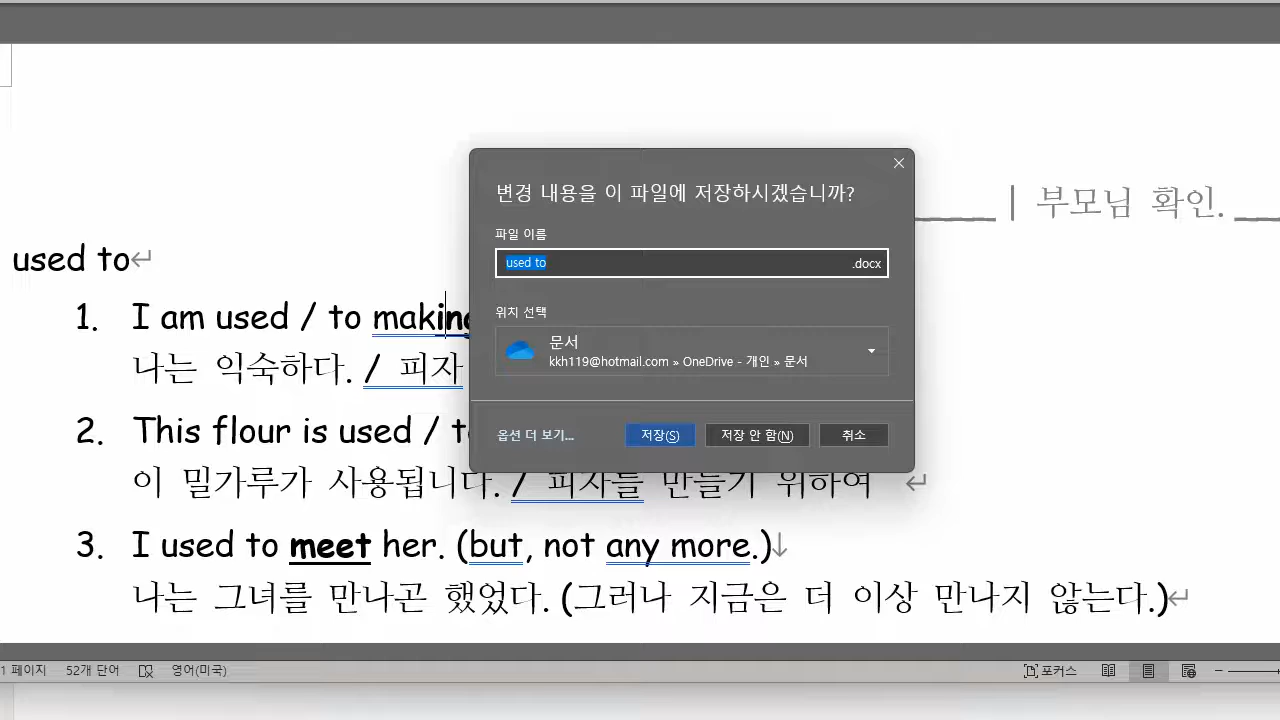 변경 내용을 이 파일에 저장하시겠습니까?
파일 이름
used to .docx
위치 선택
문서
kkh119@hotmail.com » OneDrive - 개인 » 문서
옵션 더 보기...
저장(S)
저장 안 함(N)
취소
| 부모님 확인.
used to
1. I am used / to making
나는 익숙하다. / 피자
2. This flour is used / to
이 밀가루가 사용됩니다. / 피자를 만들기 위하여
3. I used to meet her. (but, not any more.)
나는 그녀를 만나곤 했었다. (그러나 지금은 더 이상 만나지 않는다.)
1 페이지 52개 단어 영어(미국) 포커스